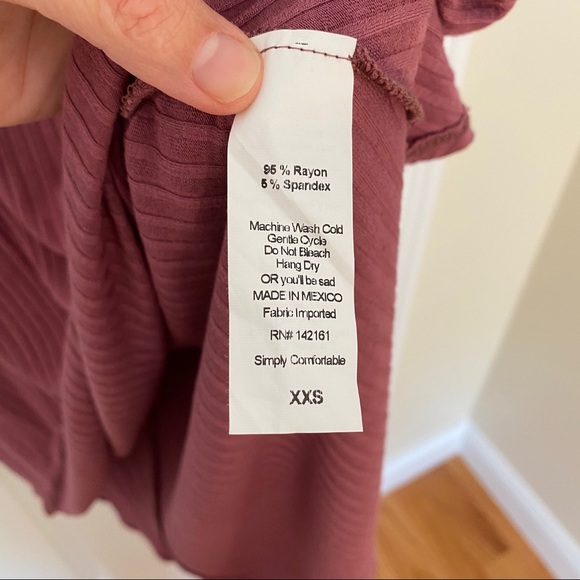 95 % Rayon
5 % Spandex
Machine Wash Cold
Gentle Cycle
Do Not Bleach
Hang Dry
OR you'll be sad
MADE IN MEXICO
Fabric Imported
RN# 142161
Simply Comfortable
XXS